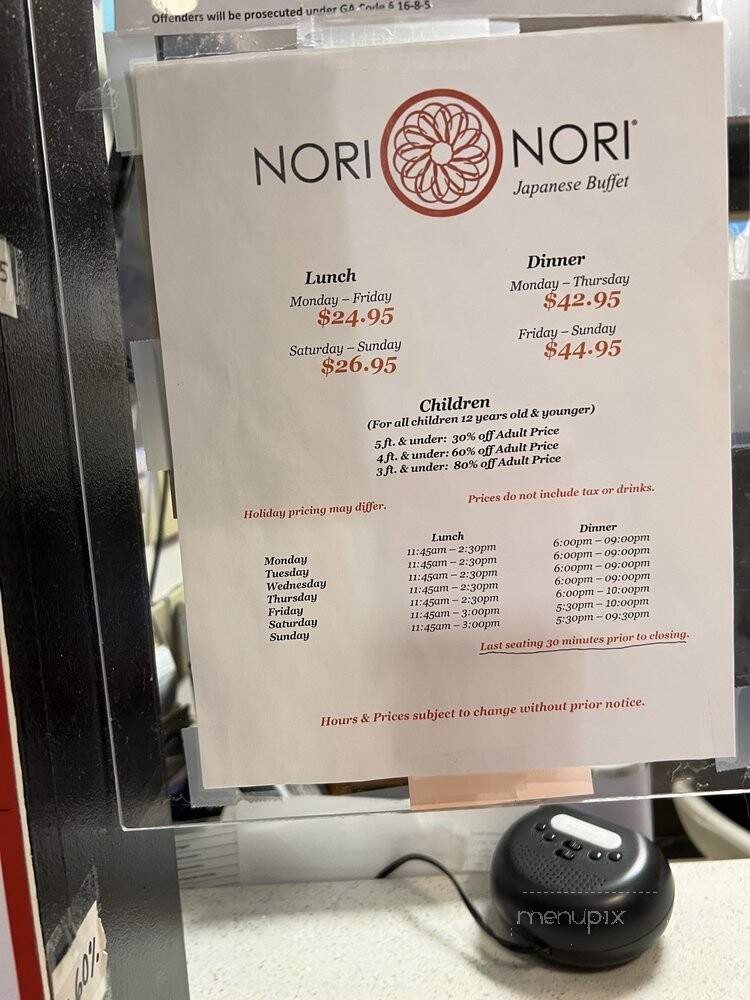 Offenders will be prosecuted under GA Code § 16-8-5
NORI NORI®
Japanese Buffet
Lunch
Monday – Friday
$24.95
Saturday – Sunday
$26.95
Dinner
Monday – Thursday
$42.95
Friday – Sunday
$44.95
Children
(For all children 12 years old & younger)
5 ft. & under: 30% off Adult Price
4 ft. & under: 60% off Adult Price
3 ft. & under: 80% off Adult Price
Holiday pricing may differ.
Prices do not include tax or drinks.
Lunch Dinner
Monday 11:45am – 2:30pm 6:00pm – 09:00pm
Tuesday 11:45am – 2:30pm 6:00pm – 09:00pm
Wednesday 11:45am – 2:30pm 6:00pm – 09:00pm
Thursday 11:45am – 2:30pm 6:00pm – 09:00pm
Friday 11:45am – 2:30pm 6:00pm – 10:00pm
Saturday 11:45am – 3:00pm 5:30pm – 10:00pm
Sunday 11:45am – 3:00pm 5:30pm – 09:30pm
Last seating 30 minutes prior to closing.
Hours & Prices subject to change without prior notice.
menupix
60%